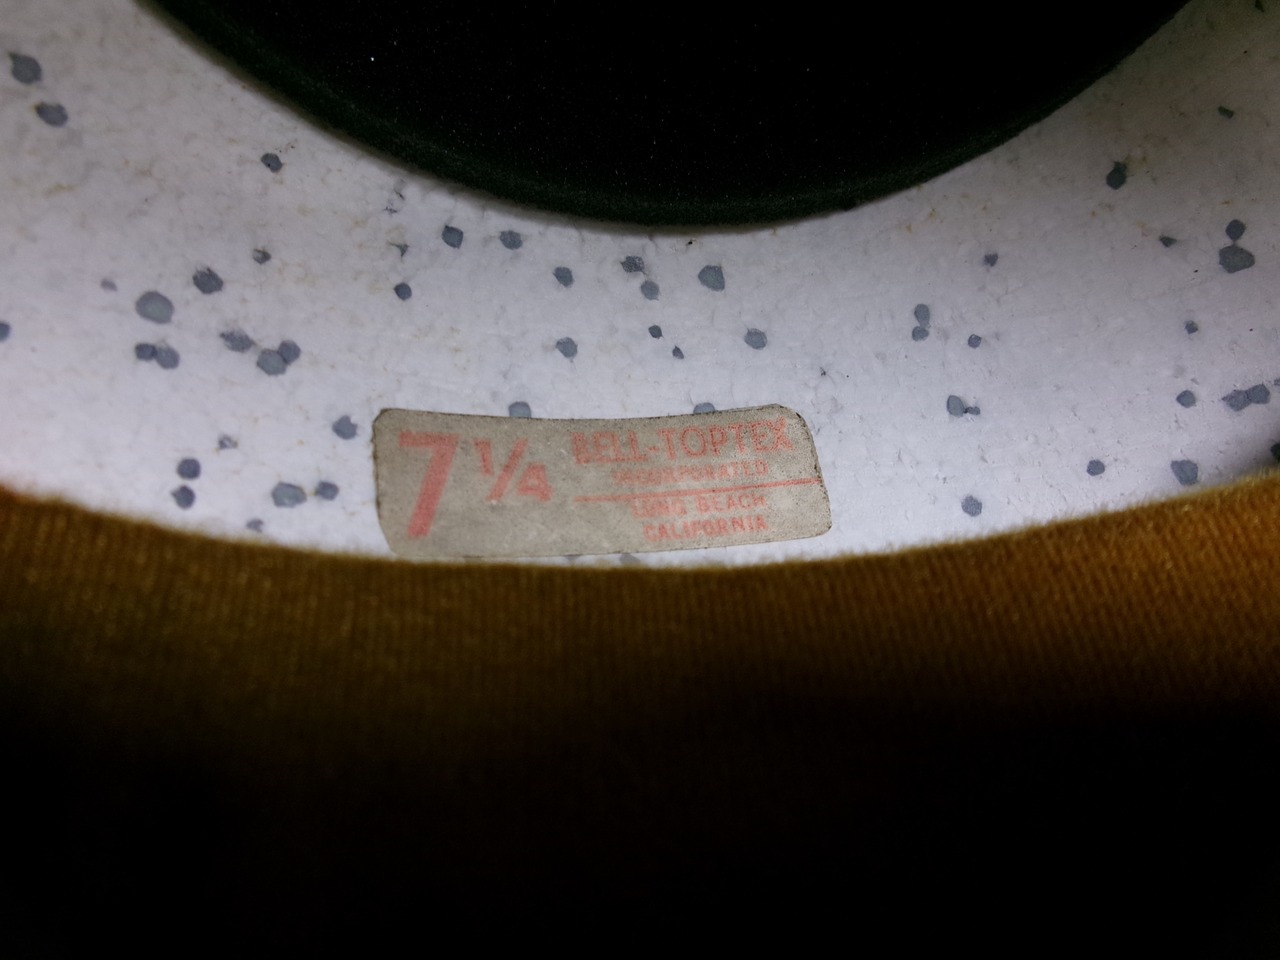 7 1/4
BELL-TOPTEX
INCORPORATED
LONG BEACH
CALIFORNIA